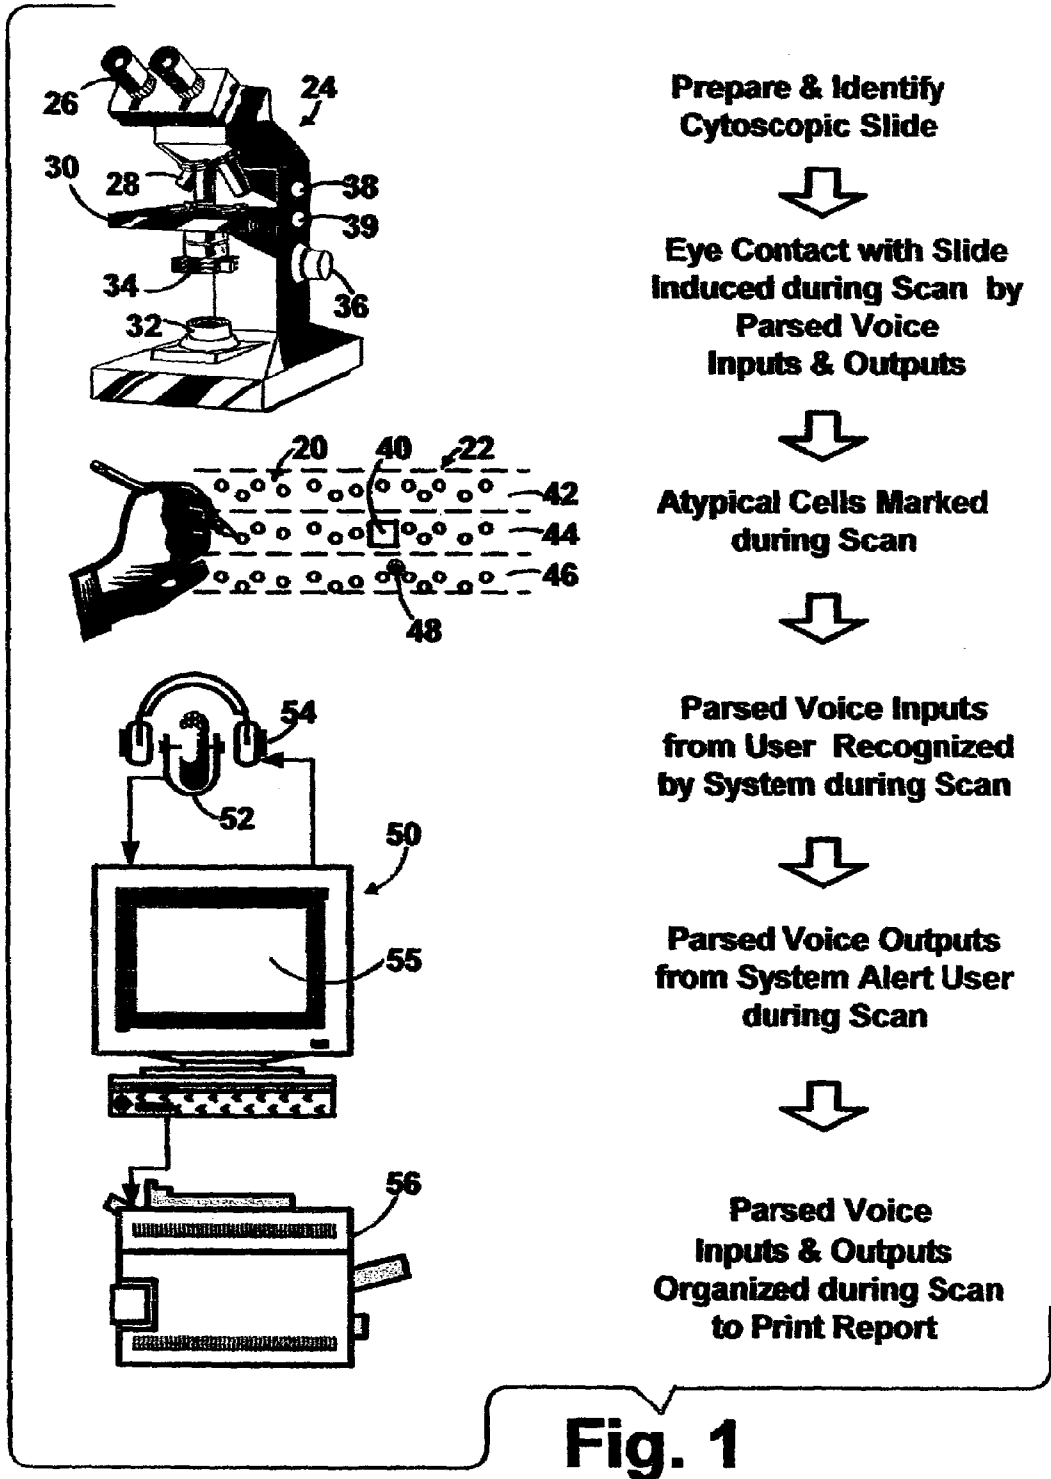 26
24
30
28
38
39
34
36
32
20
40
22
42
44
46
48
54
52
50
55
56
Prepare & Identify
Cytoscopic Slide
Eye Contact with Slide
Induced during Scan by
Parsed Voice
Inputs & Outputs
Atypical Cells Marked
during Scan
Parsed Voice Inputs
from User Recognized
by System during Scan
Parsed Voice Outputs
from System Alert User
during Scan
Parsed Voice
Inputs & Outputs
Organized during Scan
to Print Report
Fig. 1